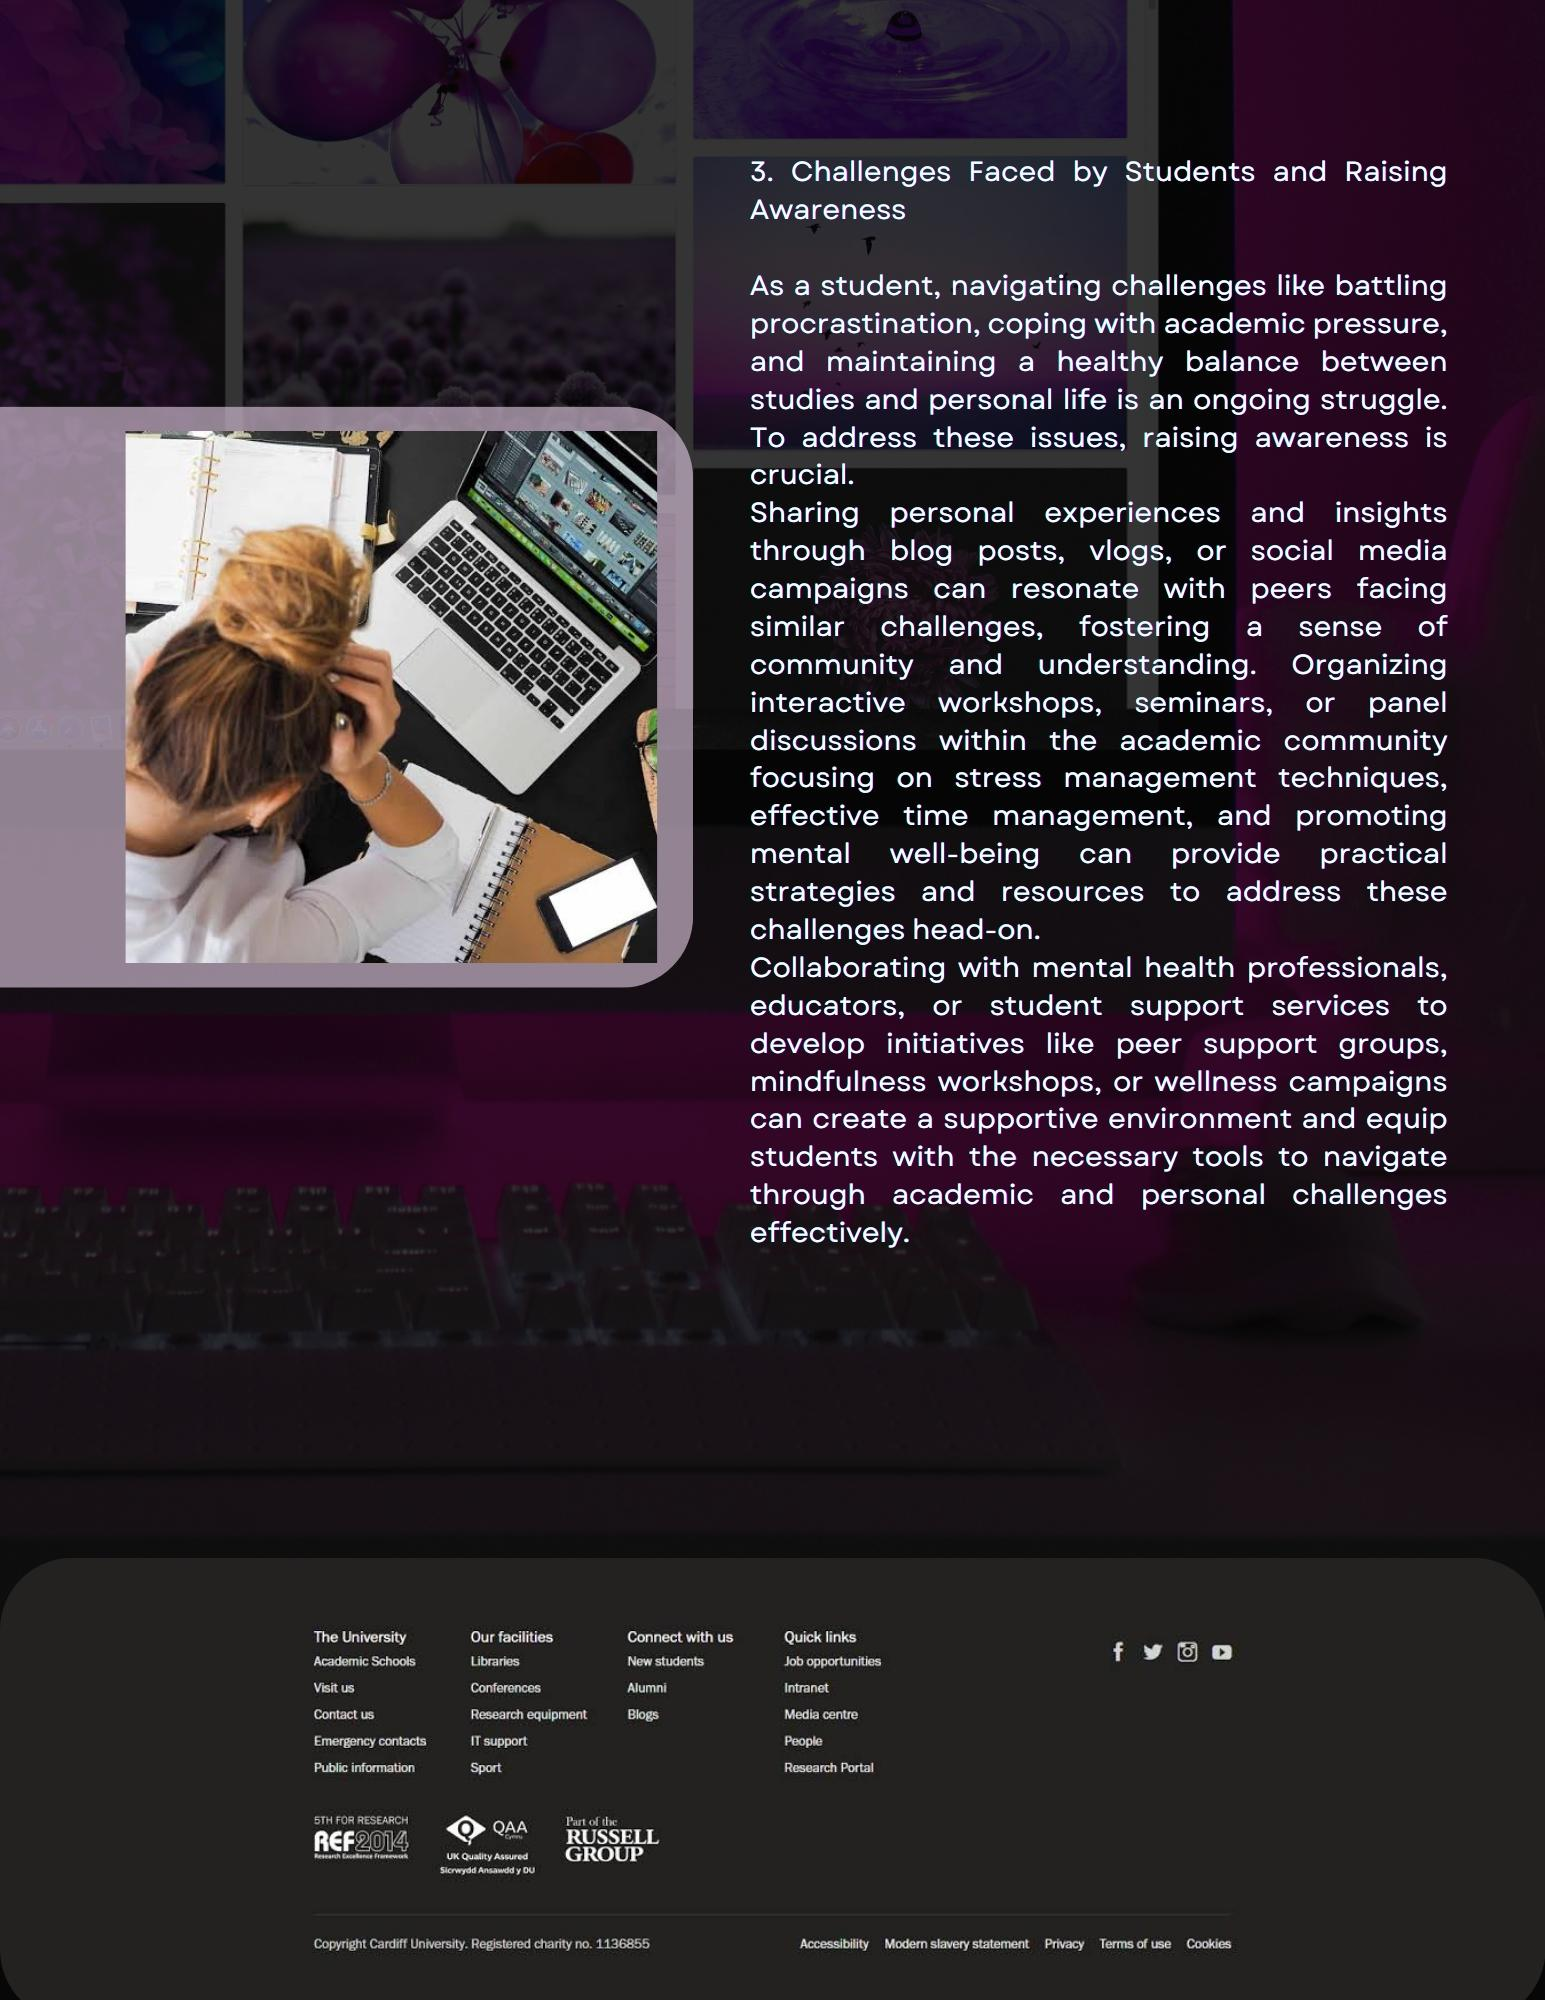 3. Challenges Faced by Students and Raising
Awareness
As a student, navigating challenges like battling
procrastination, coping with academic pressure,
and maintaining a healthy balance between
studies and personal life is an ongoing struggle.
To address these issues, raising awareness is
crucial.
Sharing personal experiences and insights
through blog posts, vlogs, or social media
campaigns can resonate with peers facing
similar challenges, fostering a sense of
community and understanding. Organizing
interactive workshops, seminars, or panel
discussions within the academic community
focusing on stress management techniques,
effective time management, and promoting
mental well-being can provide practical
strategies and resources to address these
challenges head-on.
Collaborating with mental health professionals,
educators, or student support services to
develop initiatives like peer support groups,
mindfulness workshops, or wellness campaigns
can create a supportive environment and equip
students with the necessary tools to navigate
through academic and personal challenges
effectively.
The University
Academic Schools
Visit us
Contact us
Emergency contacts
Public information
Our facilities
Libraries
Conferences
Research equipment
IT support
Sport
Connect with us
New students
Alumni
Blogs
Quick links
Job opportunities
Intranet
Media centre
People
Research Portal
5TH FOR RESEARCH
REF2014
Research Excellence Framework
QAA
Cymru
UK Quality Assured
Sicrwydd Ansawdd y DU
Part of the
RUSSELL
GROUP
Copyright Cardiff University. Registered charity no. 1136855
Accessibility Modern slavery statement Privacy Terms of use Cookies